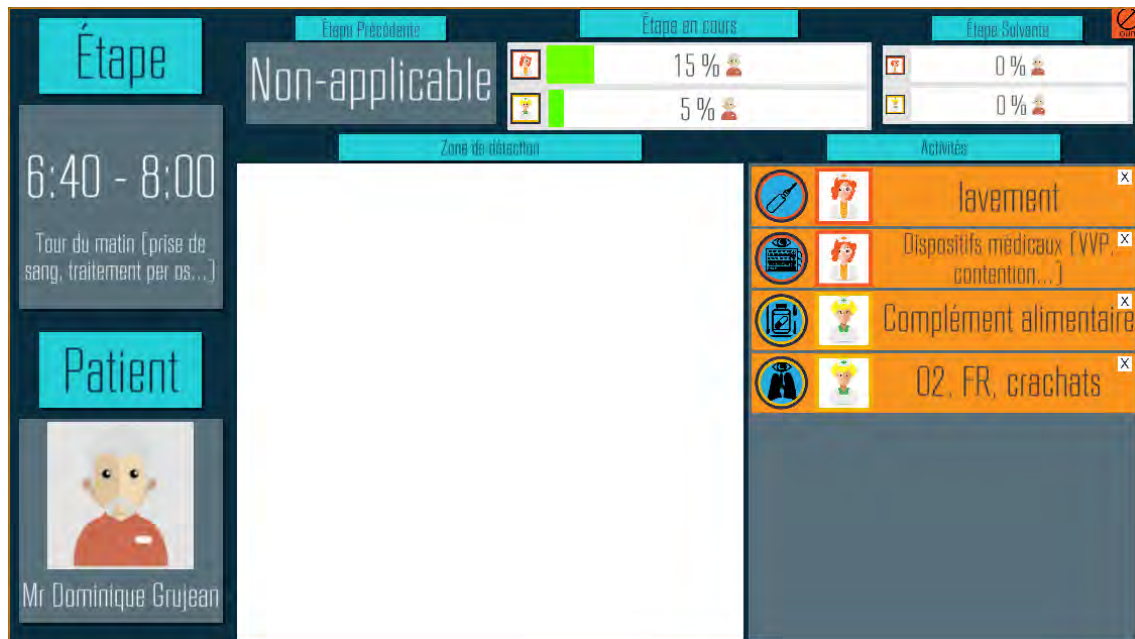 Étape
6:40 - 8:00
Tour du matin (prise de
sang, traitement per os...)
Patient
Mr Dominique Grujean
Étape Précédente
Non-applicable
Étape en cours
15 %
5 %
Étape Suivante
0 %
0 %
Zone de détection
Activités
lavement
X
Dispositifs médicaux (VVP,
contention...)
X
Complément alimentaire
X
O2, FR, crachats
X